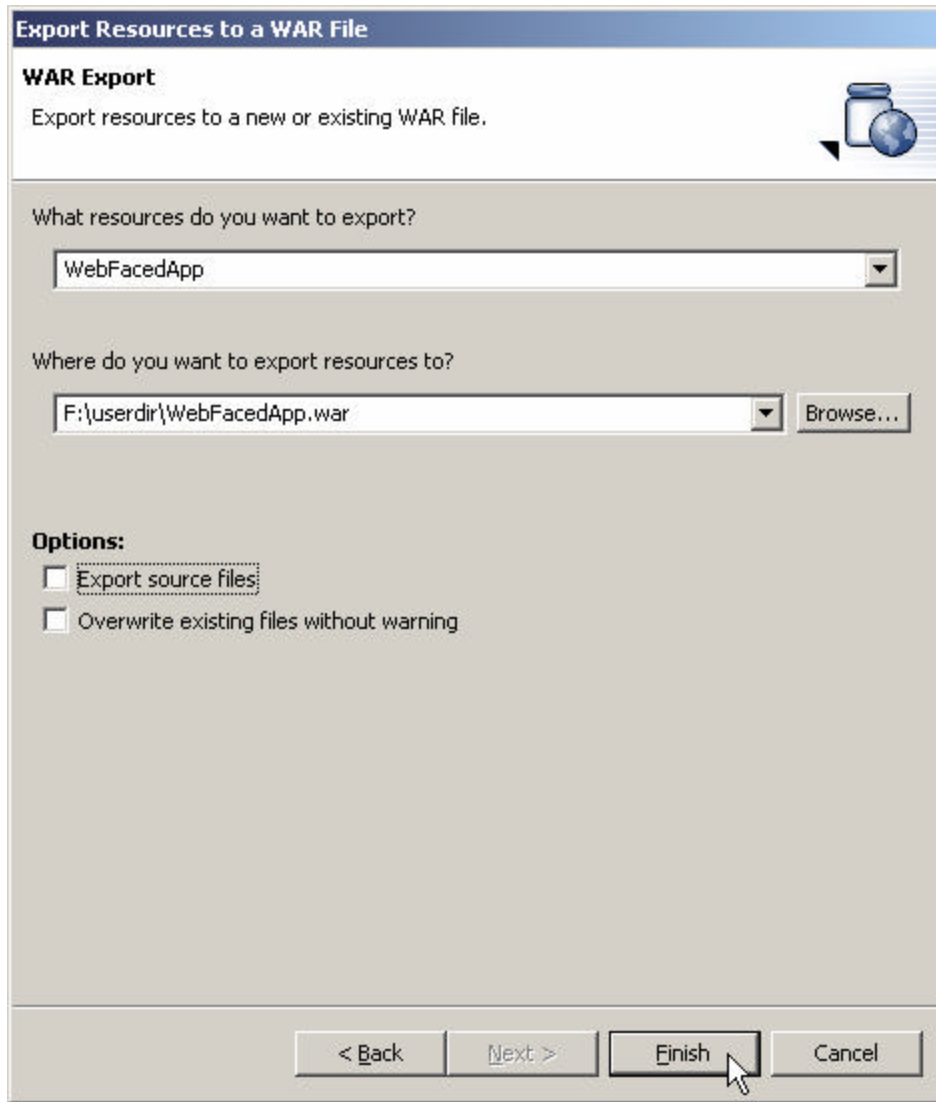 Export Resources to a WAR File
WAR Export
Export resources to a new or existing WAR file.
What resources do you want to export?
WebFacedApp
Where do you want to export resources to?
F:\userdir\WebFacedApp.war
Browse...
Options:
Export source files
Overwrite existing files without warning
< Back Next > Finish Cancel